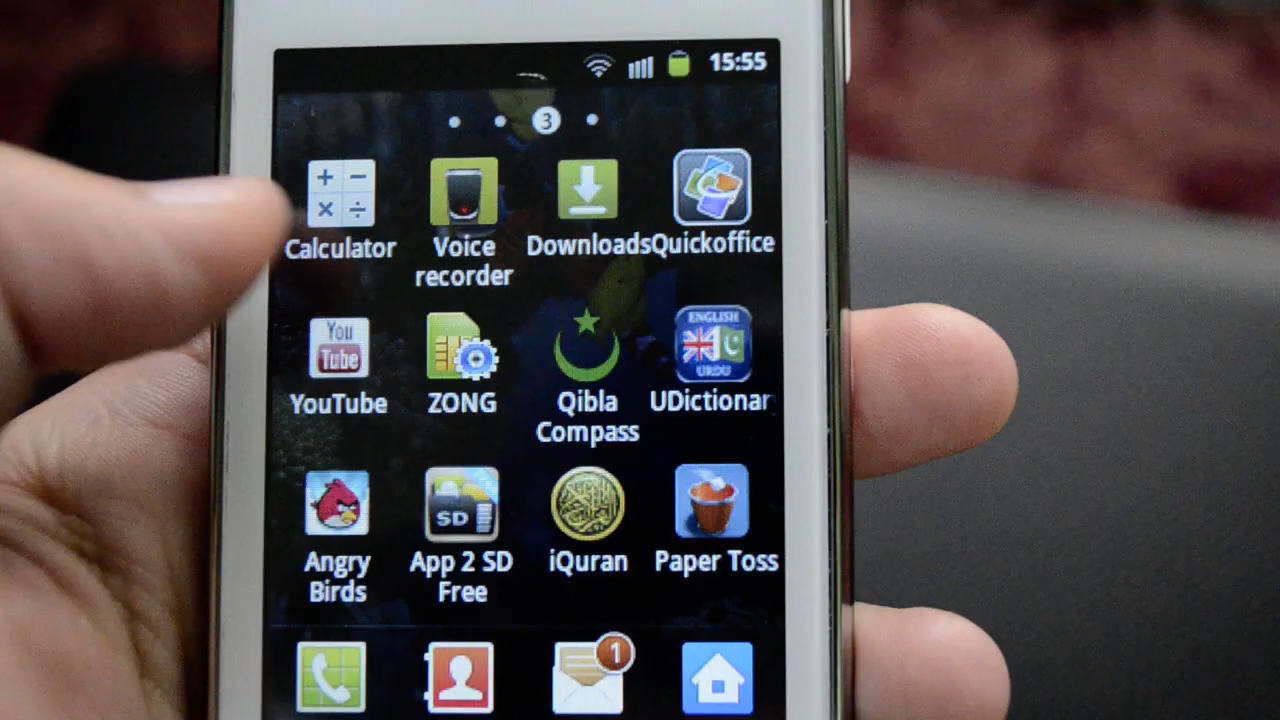 15:55
3
Calculator
Voice
recorder
Downloads
Quickoffice
You
Tube
ENGLISH
URDU
YouTube
ZONG
Qibla
Compass
UDictionar
SD
Angry
Birds
App 2 SD
Free
iQuran
Paper Toss
1